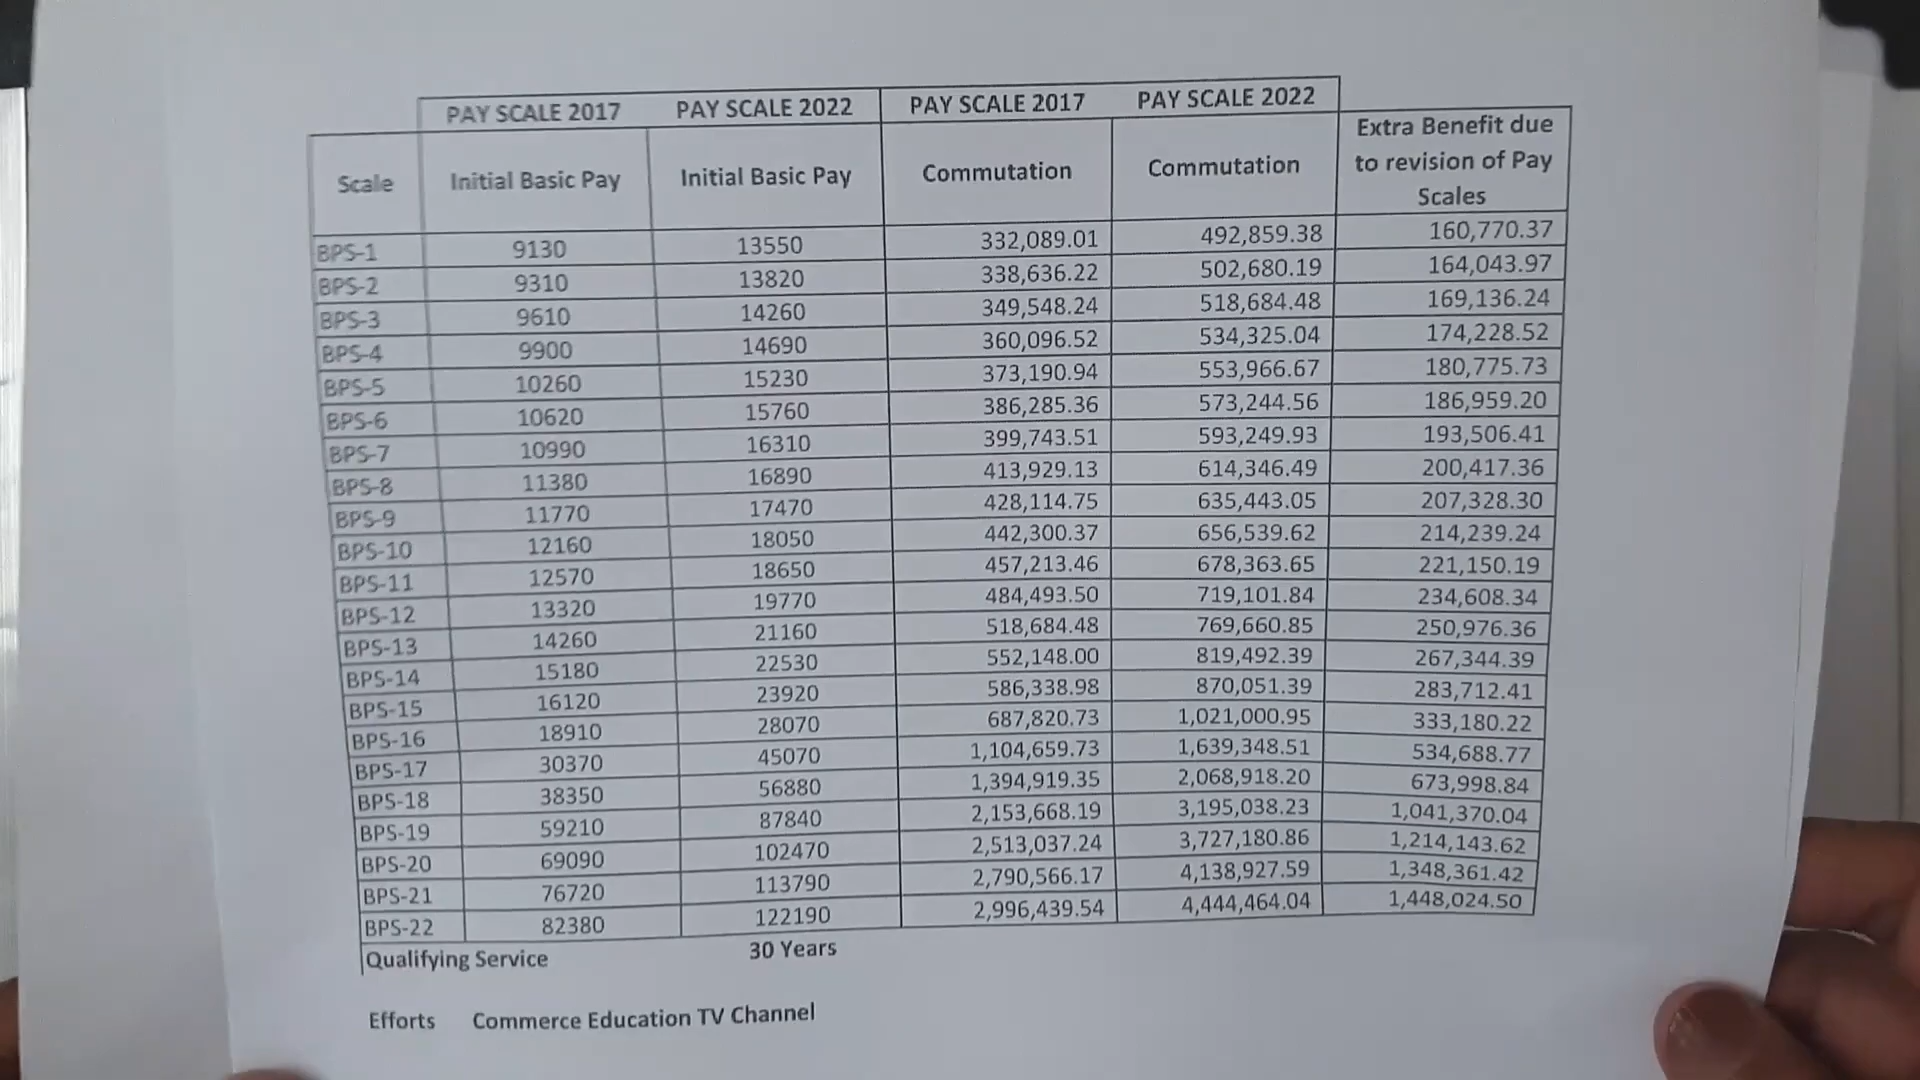 PAY SCALE 2017 PAY SCALE 2022 PAY SCALE 2017 PAY SCALE 2022
Scale Initial Basic Pay Initial Basic Pay Commutation Commutation Extra Benefit due to revision of Pay Scales
BPS-1 9130 13550 332,089.01 492,859.38 160,770.37
BPS-2 9310 13820 338,636.22 502,680.19 164,043.97
BPS-3 9610 14260 349,548.24 518,684.48 169,136.24
BPS-4 9900 14690 360,096.52 534,325.04 174,228.52
BPS-5 10260 15230 373,190.94 553,966.67 180,775.73
BPS-6 10620 15760 386,285.36 573,244.56 186,959.20
BPS-7 10990 16310 399,743.51 593,249.93 193,506.41
BPS-8 11380 16890 413,929.13 614,346.49 200,417.36
BPS-9 11770 17470 428,114.75 635,443.05 207,328.30
BPS-10 12160 18050 442,300.37 656,539.62 214,239.24
BPS-11 12570 18650 457,213.46 678,363.65 221,150.19
BPS-12 13320 19770 484,493.50 719,101.84 234,608.34
BPS-13 14260 21160 518,684.48 769,660.85 250,976.36
BPS-14 15180 22530 552,148.00 819,492.39 267,344.39
BPS-15 16120 23920 586,338.98 870,051.39 283,712.41
BPS-16 18910 28070 687,820.73 1,021,000.95 333,180.22
BPS-17 30370 45070 1,104,659.73 1,639,348.51 534,688.77
BPS-18 38350 56880 1,394,919.35 2,068,918.20 673,998.84
BPS-19 59210 87840 2,153,668.19 3,195,038.23 1,041,370.04
BPS-20 69090 102470 2,513,037.24 3,727,180.86 1,214,143.62
BPS-21 76720 113790 2,790,566.17 4,138,927.59 1,348,361.42
BPS-22 82380 122190 2,996,439.54 4,444,464.04 1,448,024.50
Qualifying Service 30 Years
Efforts Commerce Education TV Channel